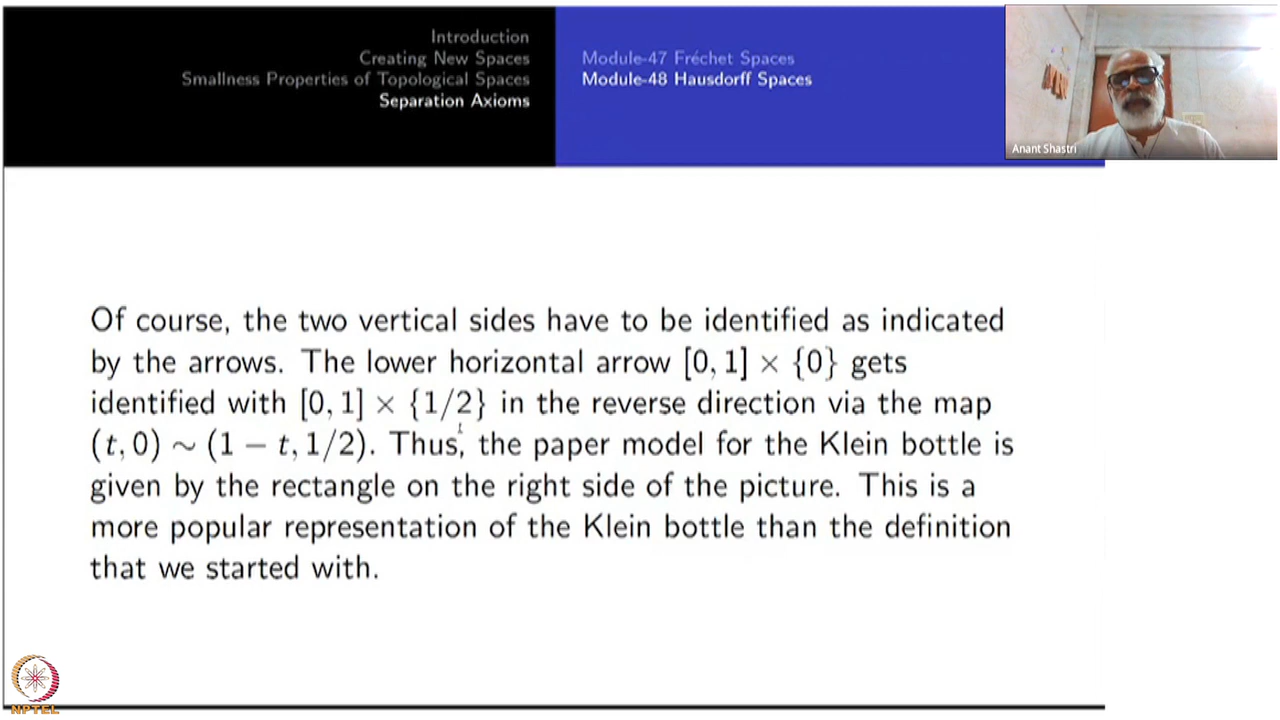 Introduction
Creating New Spaces
Smallness Properties of Topological Spaces
Separation Axioms
Module-47 Fréchet Spaces
Module-48 Hausdorff Spaces
Anant Shastri
Of course, the two vertical sides have to be identified as indicated
by the arrows. The lower horizontal arrow [0, 1] × {0} gets
identified with [0, 1] × {1/2} in the reverse direction via the map
(t, 0) ∼ (1 − t, 1/2). Thus, the paper model for the Klein bottle is
given by the rectangle on the right side of the picture. This is a
more popular representation of the Klein bottle than the definition
that we started with.
NPTEL